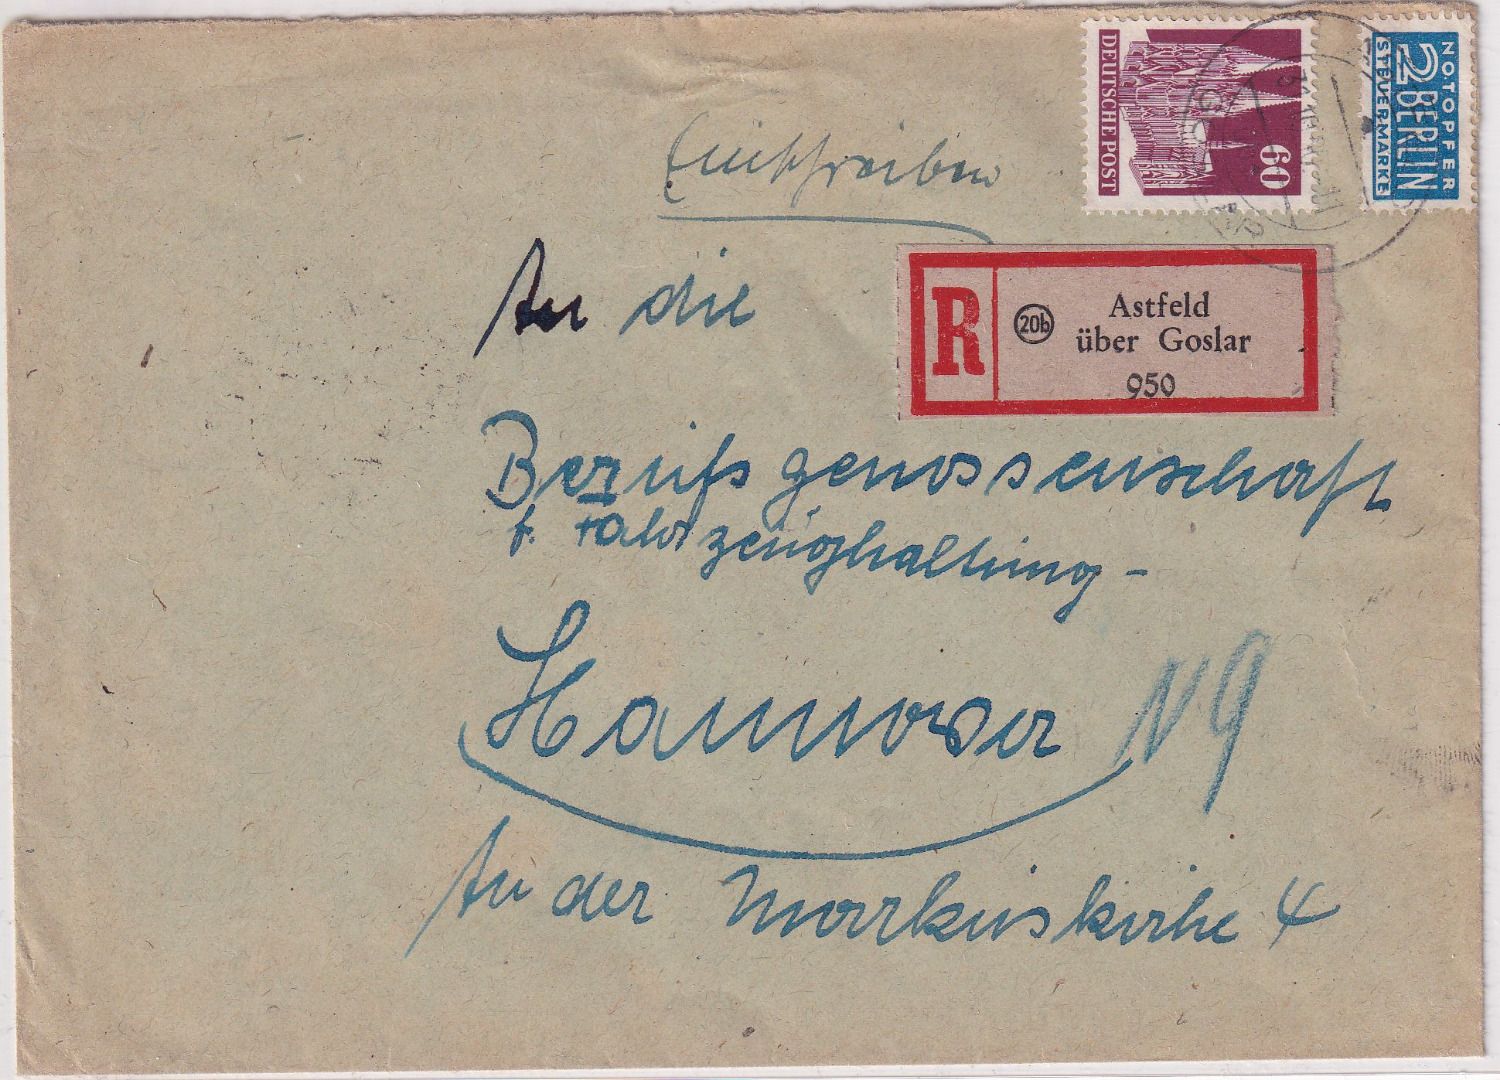 Einschreiben
DEUTSCHE POST
60
NOTOPFER
2 BERLIN
STEUERMARKE
An die
R
20b
Astfeld
über Goslar
950
Berufsgenossenschaft
f. Fahrzeughaltung -
Hannover N 9
An der Markuskirche 4